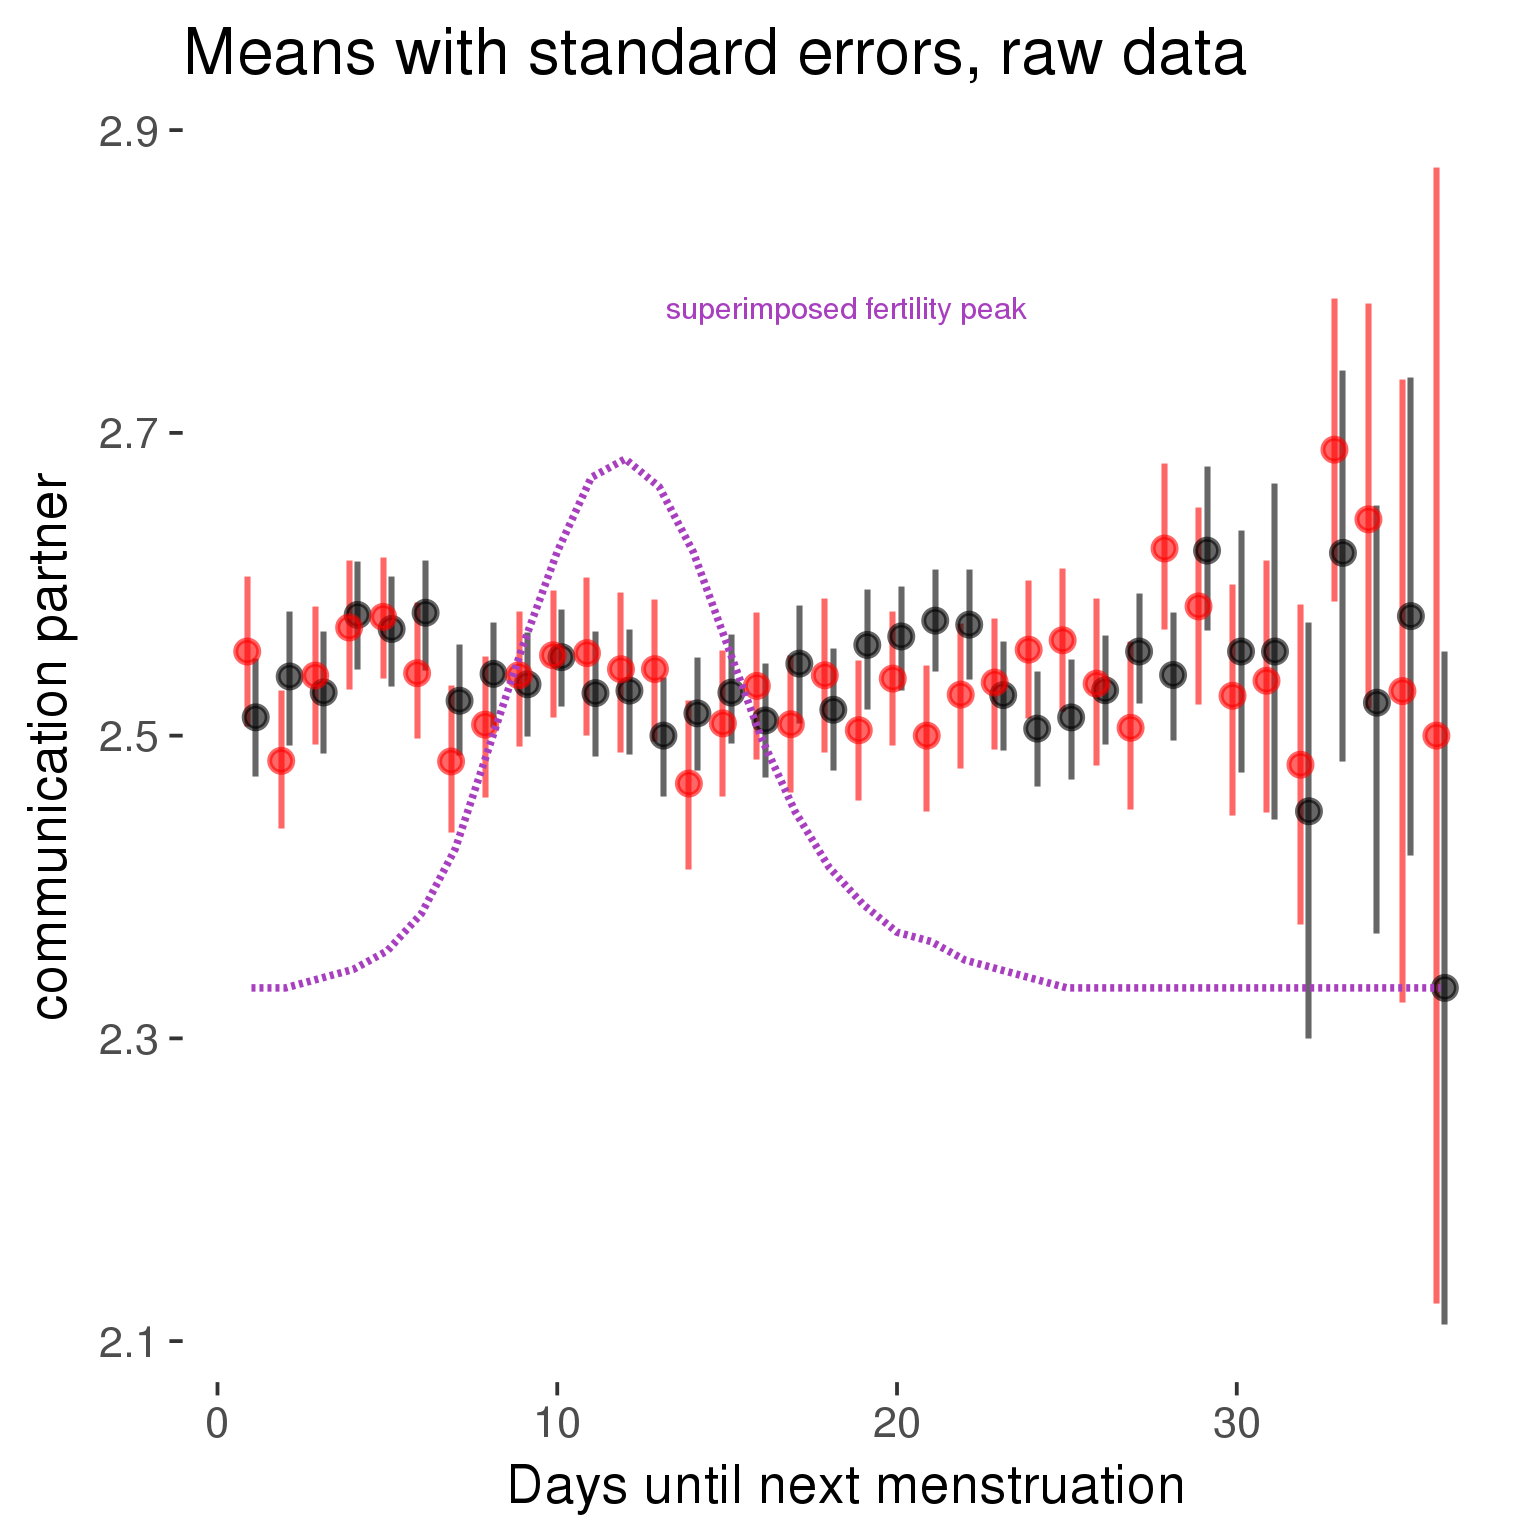 Means with standard errors, raw data
2.9
superimposed fertility peak
2.7
communication partner
2.5
2.3
2.1
0 10 20 30
Days until next menstruation